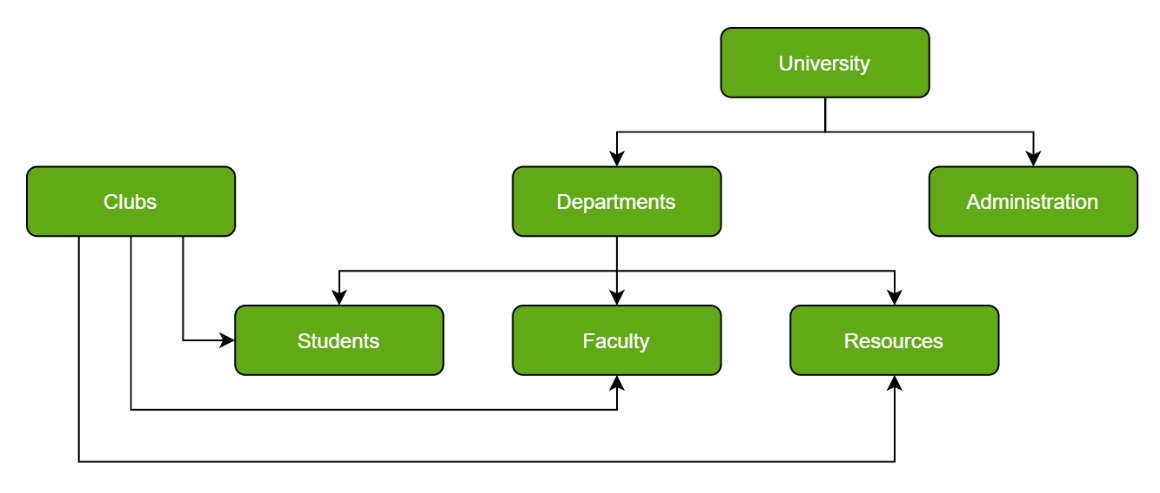 University
Clubs
Departments
Administration
Students
Faculty
Resources